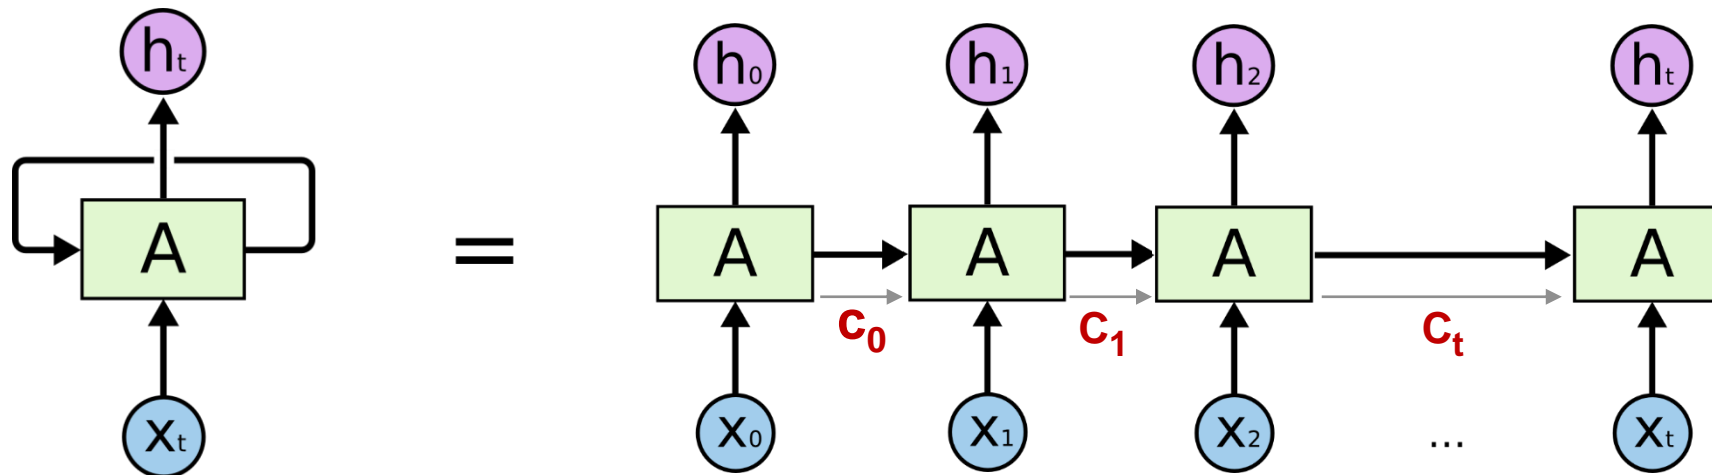 hₜ
h₀ h₁ h₂ hₜ
A = A A A A
c₀ c₁ cₜ
xₜ x₀ x₁ x₂ ... xₜ